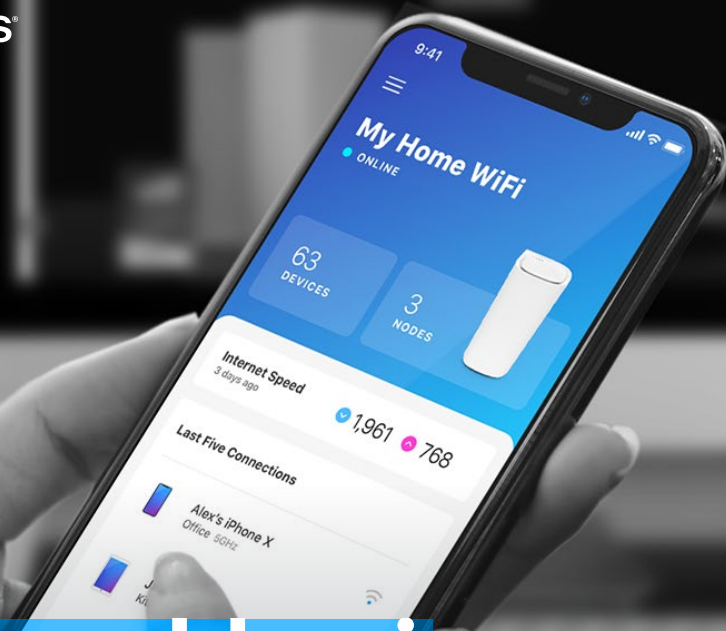 S®
9:41
My Home WiFi
ONLINE
63
DEVICES
3
NODES
Internet Speed
3 days ago
1,961
768
Last Five Connections
Alex's iPhone X
Office 5GHz